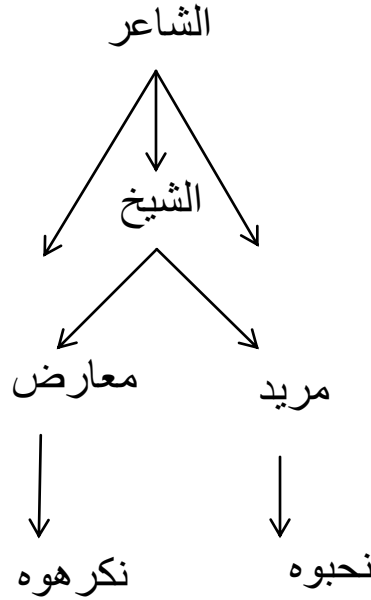 الشاعر
الشيخ
مريد
معارض
نحبوه
نكرهوه